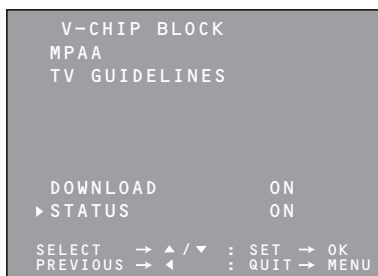 V-CHIP BLOCK
MPAA
TV GUIDELINES
DOWNLOAD ON
▶ STATUS ON
SELECT → ▲ / ▼ : SET → OK
PREVIOUS → ◀ : QUIT → MENU